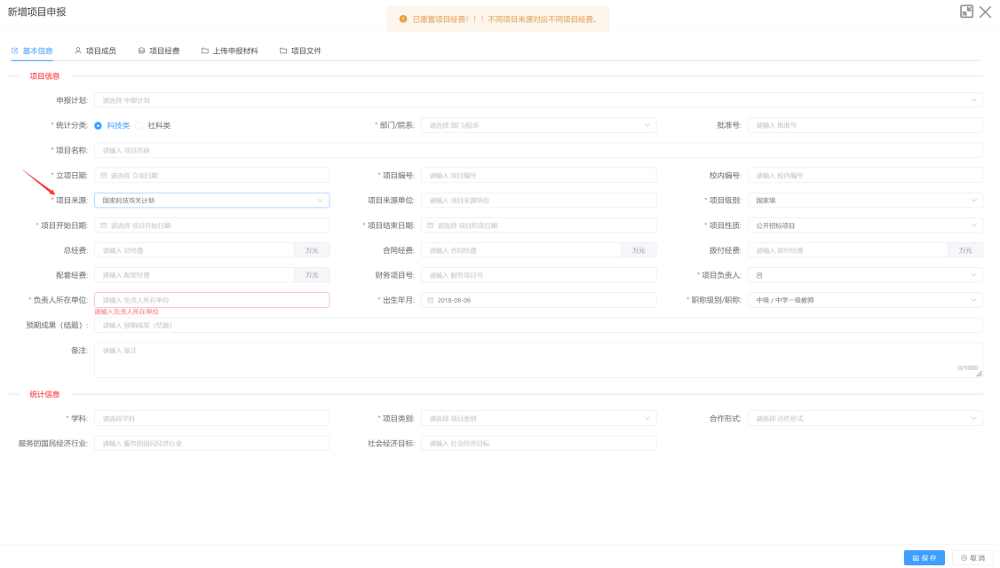 新增项目申报
已重置项目经费！！！不同项目来源对应不同项目经费。
基本信息 项目成员 项目经费 上传申报材料 项目文件
项目信息
申报计划: 请选择 申报计划
* 统计分类: 科技类 社科类 * 部门/院系: 请选择 部门/院系 批准号: 请输入 批准号
* 项目名称: 请输入 项目名称
* 立项日期: 请选择 立项日期 * 项目编号: 请输入 项目编号 校内编号: 请输入 校内编号
* 项目来源: 国家科技攻关计划 项目来源单位: 请输入 项目来源单位 * 项目级别: 国家级
* 项目开始日期: 请选择 项目开始日期 * 项目结束日期: 请选择 项目结束日期 * 项目性质: 公开招标项目
总经费: 请输入 总经费 万元 合同经费: 请输入 合同经费 万元 拨付经费: 请输入 拨付经费 万元
配套经费: 请输入 配套经费 万元 财务项目号: 请输入 财务项目号 * 项目负责人: 吕
* 负责人所在单位: 请输入 负责人所在单位 * 出生年月: 2018-08-06 * 职称级别/职称: 中级 / 中学一级教师
请输入负责人所在单位
预期成果（结题）: 请输入 预期成果（结题）
备注: 请输入 备注
0/1000
统计信息
* 学科: 请选择学科 * 项目类别: 请选择 项目类别 合作形式: 请选择 合作形式
服务的国民经济行业: 请输入 服务的国民经济行业 社会经济目标: 请输入 社会经济目标
保存 取消